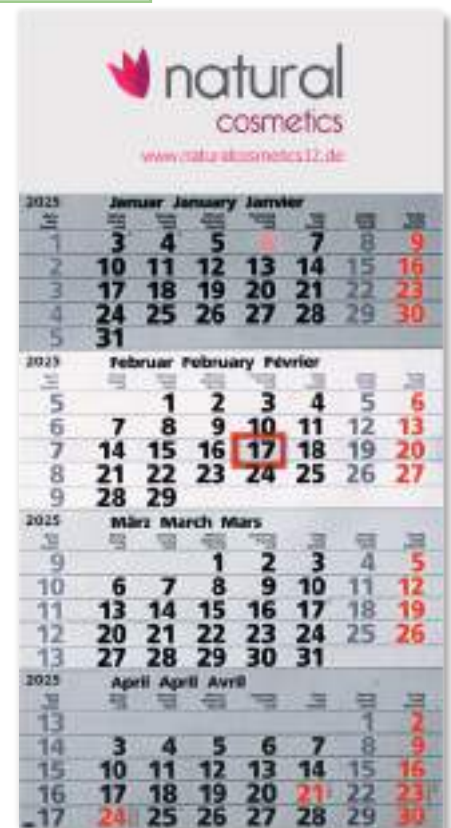 natural
cosmetics
www.naturalcosmetics12.de
2025 Januar January Janvier
1 3 4 5 6 7 8 9
2 10 11 12 13 14 15 16
3 17 18 19 20 21 22 23
4 24 25 26 27 28 29 30
5 31
2025 Februar February Février
5 1 2 3 4 5 6
6 7 8 9 10 11 12 13
7 14 15 16 17 18 19 20
8 21 22 23 24 25 26 27
9 28 29
2025 März March Mars
9 1 2 3 4 5
10 6 7 8 9 10 11 12
11 13 14 15 16 17 18 19
12 20 21 22 23 24 25 26
13 27 28 29 30 31
2025 April April Avril
13 1 2
14 3 4 5 6 7 8 9
15 10 11 12 13 14 15 16
16 17 18 19 20 21 22 23
17 24 25 26 27 28 29 30